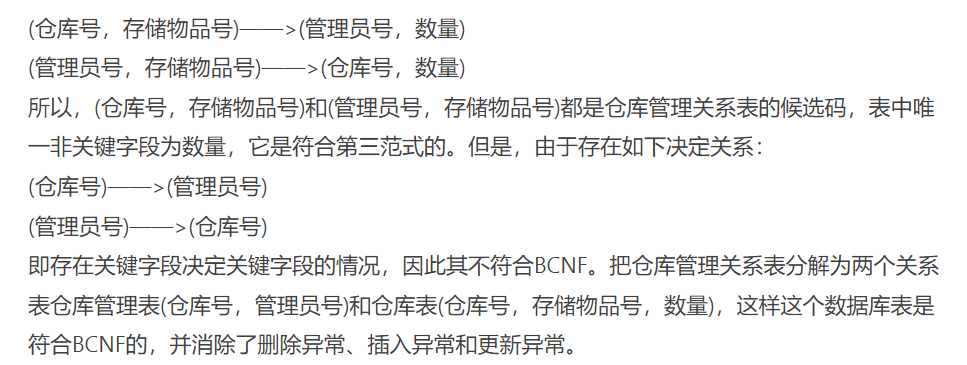 (仓库号，存储物品号)——>(管理员号，数量)
(管理员号，存储物品号)——>(仓库号，数量)
所以，(仓库号，存储物品号)和(管理员号，存储物品号)都是仓库管理关系表的候选码，表中唯
一非关键字段为数量，它是符合第三范式的。但是，由于存在如下决定关系：
(仓库号)——>(管理员号)
(管理员号)——>(仓库号)
即存在关键字段决定关键字段的情况，因此其不符合BCNF。把仓库管理关系表分解为两个关系
表仓库管理表(仓库号，管理员号)和仓库表(仓库号，存储物品号，数量)，这样这个数据库表是
符合BCNF的，并消除了删除异常、插入异常和更新异常。